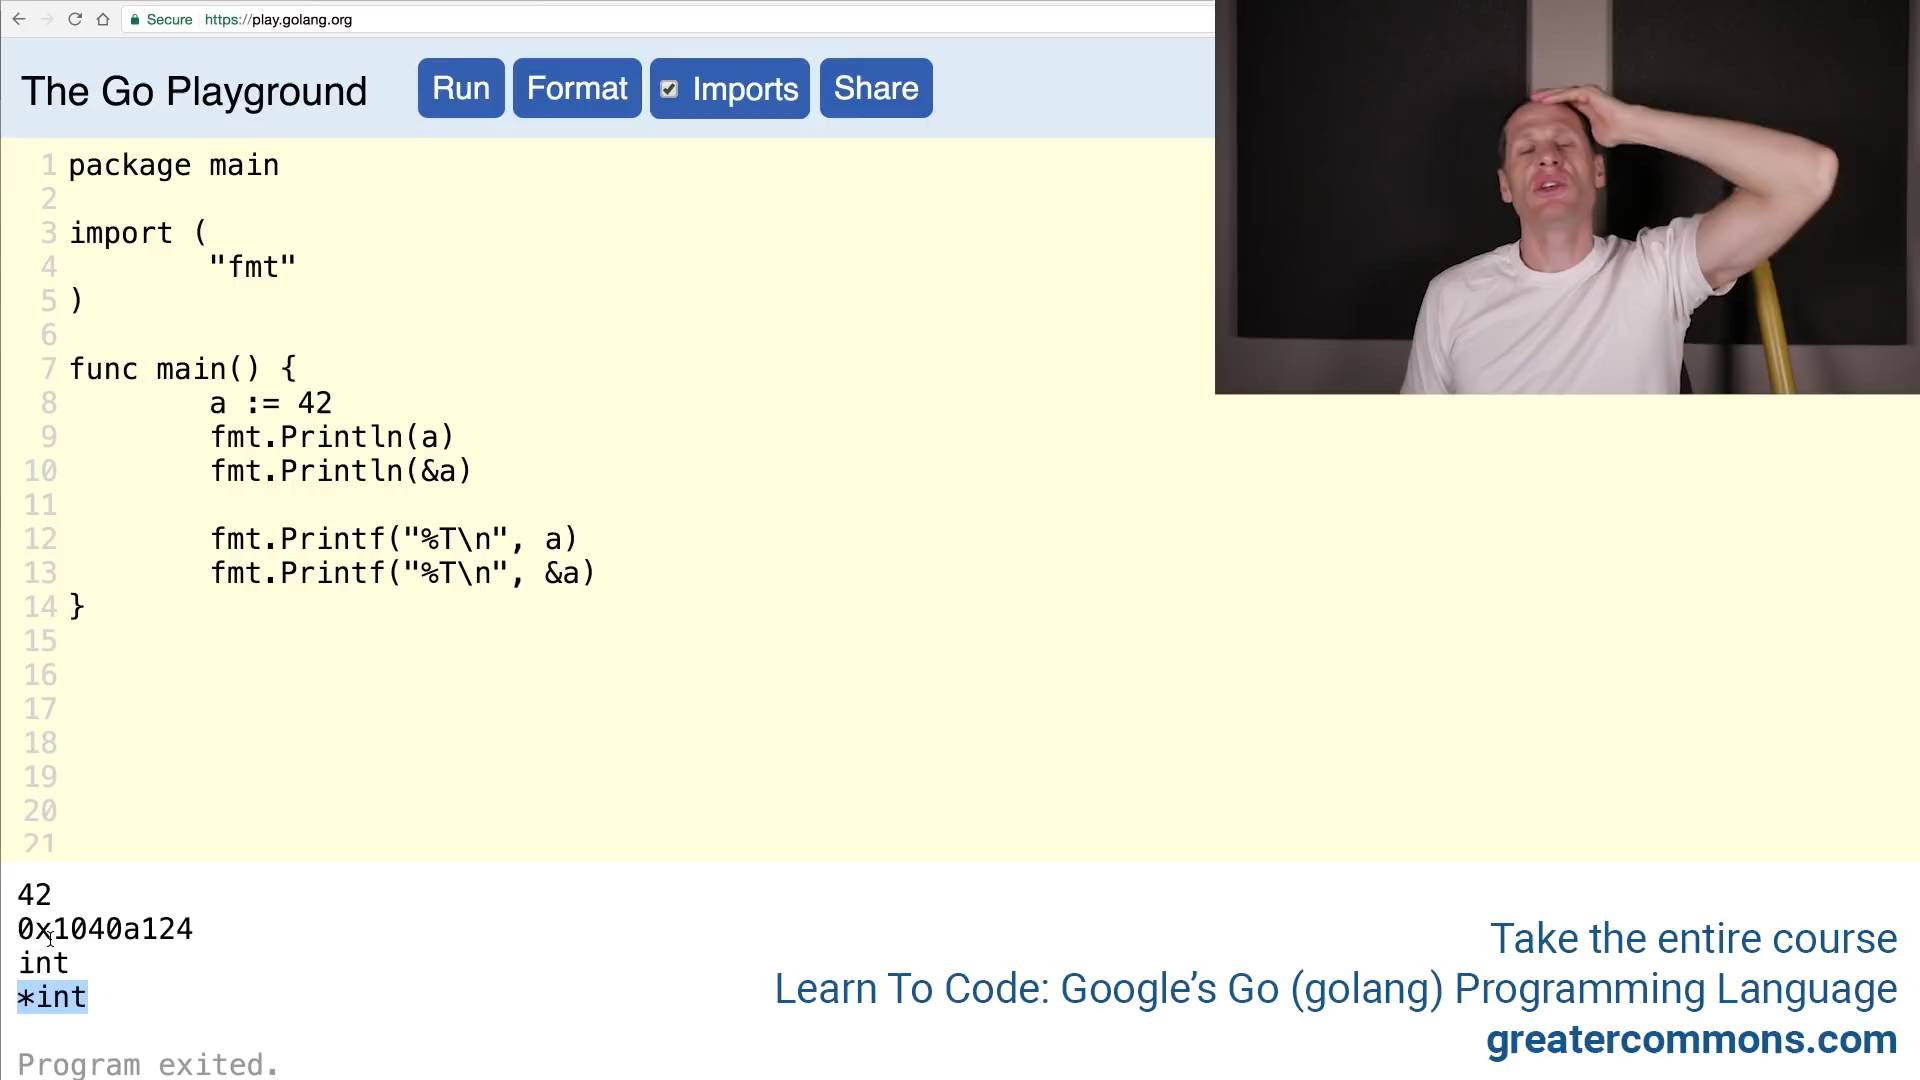 Secure https://play.golang.org
The Go Playground Run Format Imports Share
1 package main
2
3 import (
4 "fmt"
5 )
6
7 func main() {
8 a := 42
9 fmt.Println(a)
10 fmt.Println(&a)
11
12 fmt.Printf("%T\n", a)
13 fmt.Printf("%T\n", &a)
14 }
15
16
17
18
19
20
21
42
0x1040a124
int
*int
Program exited.
Take the entire course
Learn To Code: Google’s Go (golang) Programming Language
greatercommons.com